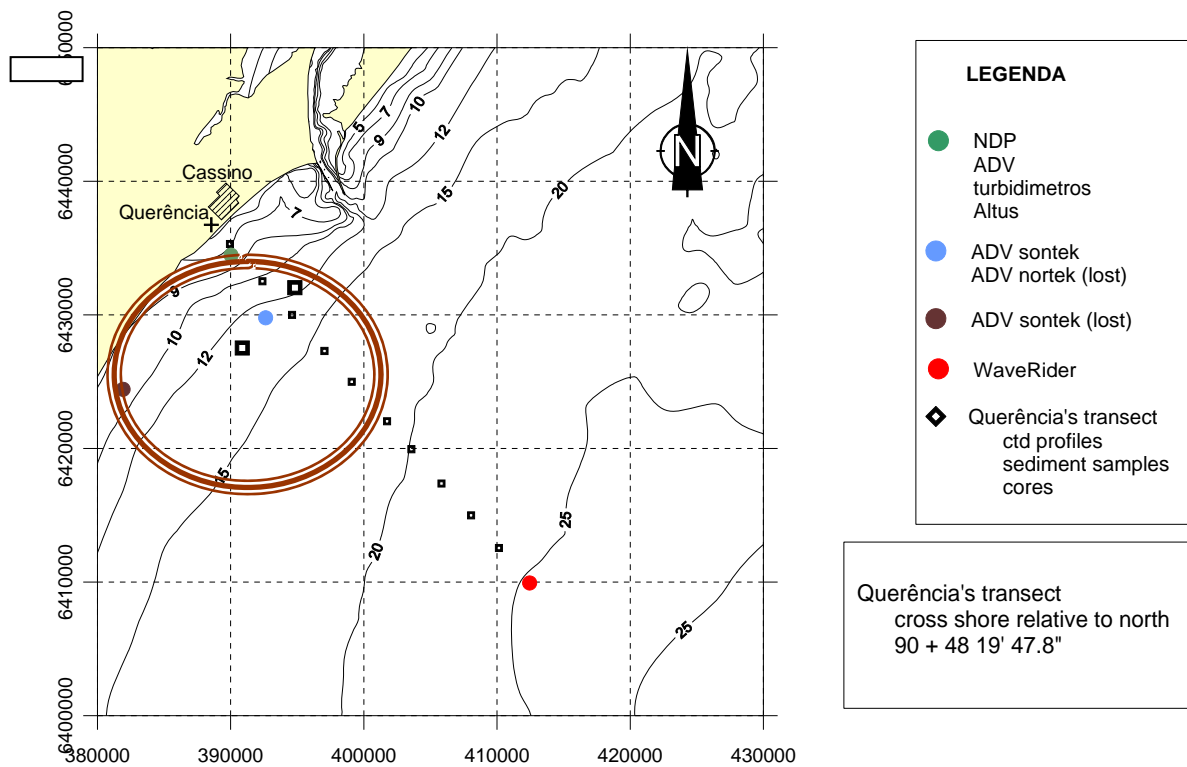 6440000
6430000
6420000
6410000
6400000
380000
390000
400000
410000
420000
430000
Cassino
Querência
5
7
9
10
12
15
20
7
9
10
12
15
20
25
25
N
LEGENDA
NDP
ADV
turbidimetros
Altus
ADV sontek
ADV nortek (lost)
ADV sontek (lost)
WaveRider
Querência's transect
ctd profiles
sediment samples
cores
Querência's transect
cross shore relative to north
90 + 48 19' 47.8"